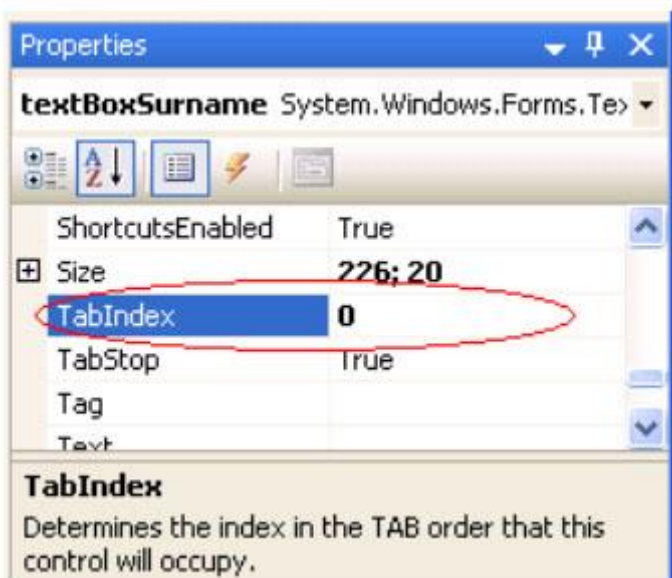 Properties
textBoxSurname System.Windows.Forms.Te
ShortcutsEnabled True
Size 226; 20
TabIndex 0
TabStop True
Tag
Text
TabIndex
Determines the index in the TAB order that this
control will occupy.